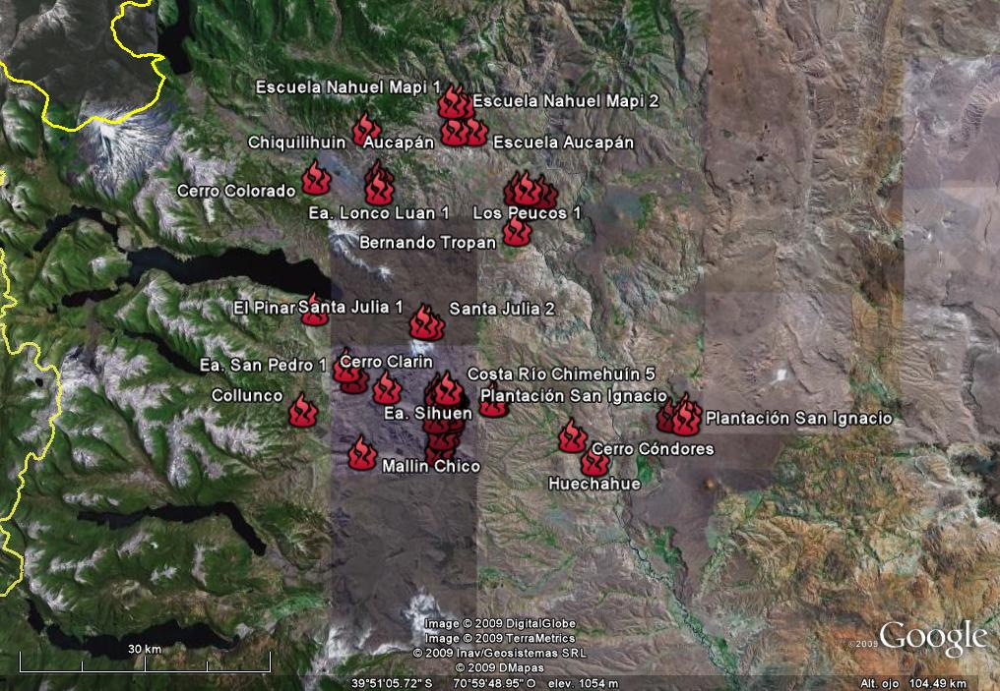 Escuela Nahuel Mapi 1
Escuela Nahuel Mapi 2
Chiquilihuin
Aucapán
Escuela Aucapán
Cerro Colorado
Ea. Lonco Luan 1
Los Peucos 1
Bernando Tropan
El Pinar
Santa Julia 1
Santa Julia 2
Ea. San Pedro 1
Cerro Clarin
Costa Río Chimehuín 5
Collunco
Plantación San Ignacio
Ea. Sihuen
Plantación San Ignacio
Cerro Cóndores
Mallin Chico
Huechahue
Image © 2009 DigitalGlobe
Image © 2009 TerraMetrics
© 2009 Inav/Geosistemas SRL
© 2009 DMapas
©2009 Google
30 km
39°51'05.72" S 70°59'48.95" O elev. 1054 m
Alt. ojo 104.49 km